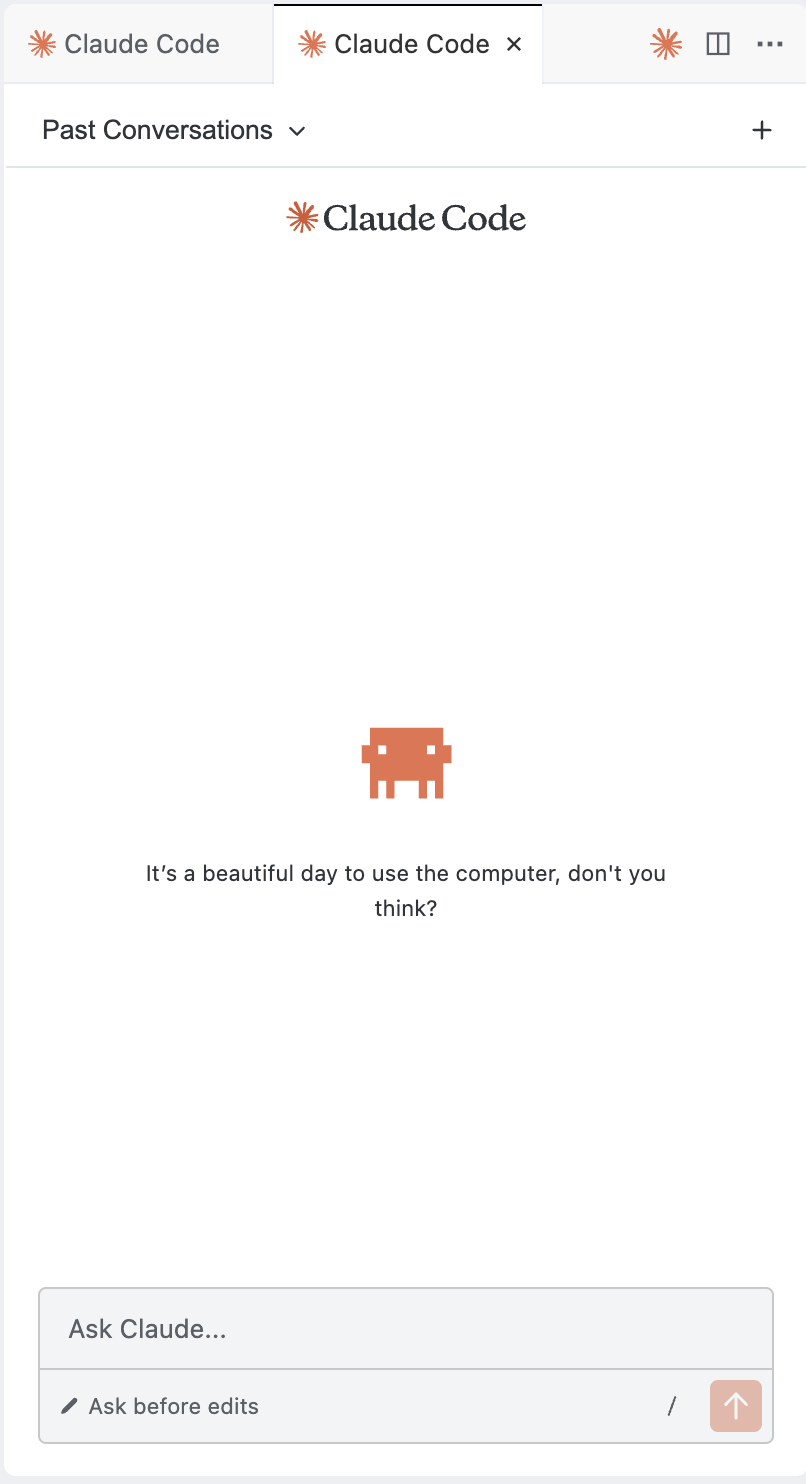 Claude Code
Claude Code
Past Conversations
Claude Code
It’s a beautiful day to use the computer, don't you
think?
Ask Claude...
Ask before edits /